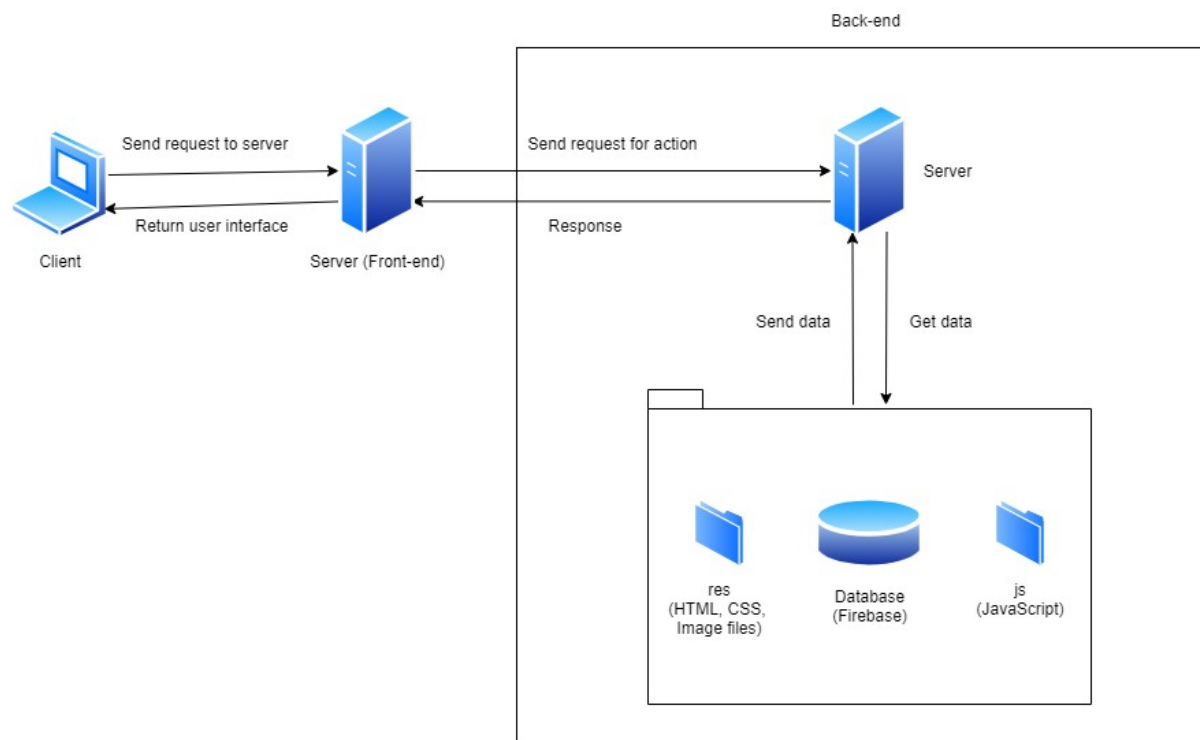 Back-end
Send request to server
Send request for action
Server
Return user interface
Response
Client
Server (Front-end)
Send data
Get data
res
(HTML, CSS,
Image files)
Database
(Firebase)
js
(JavaScript)